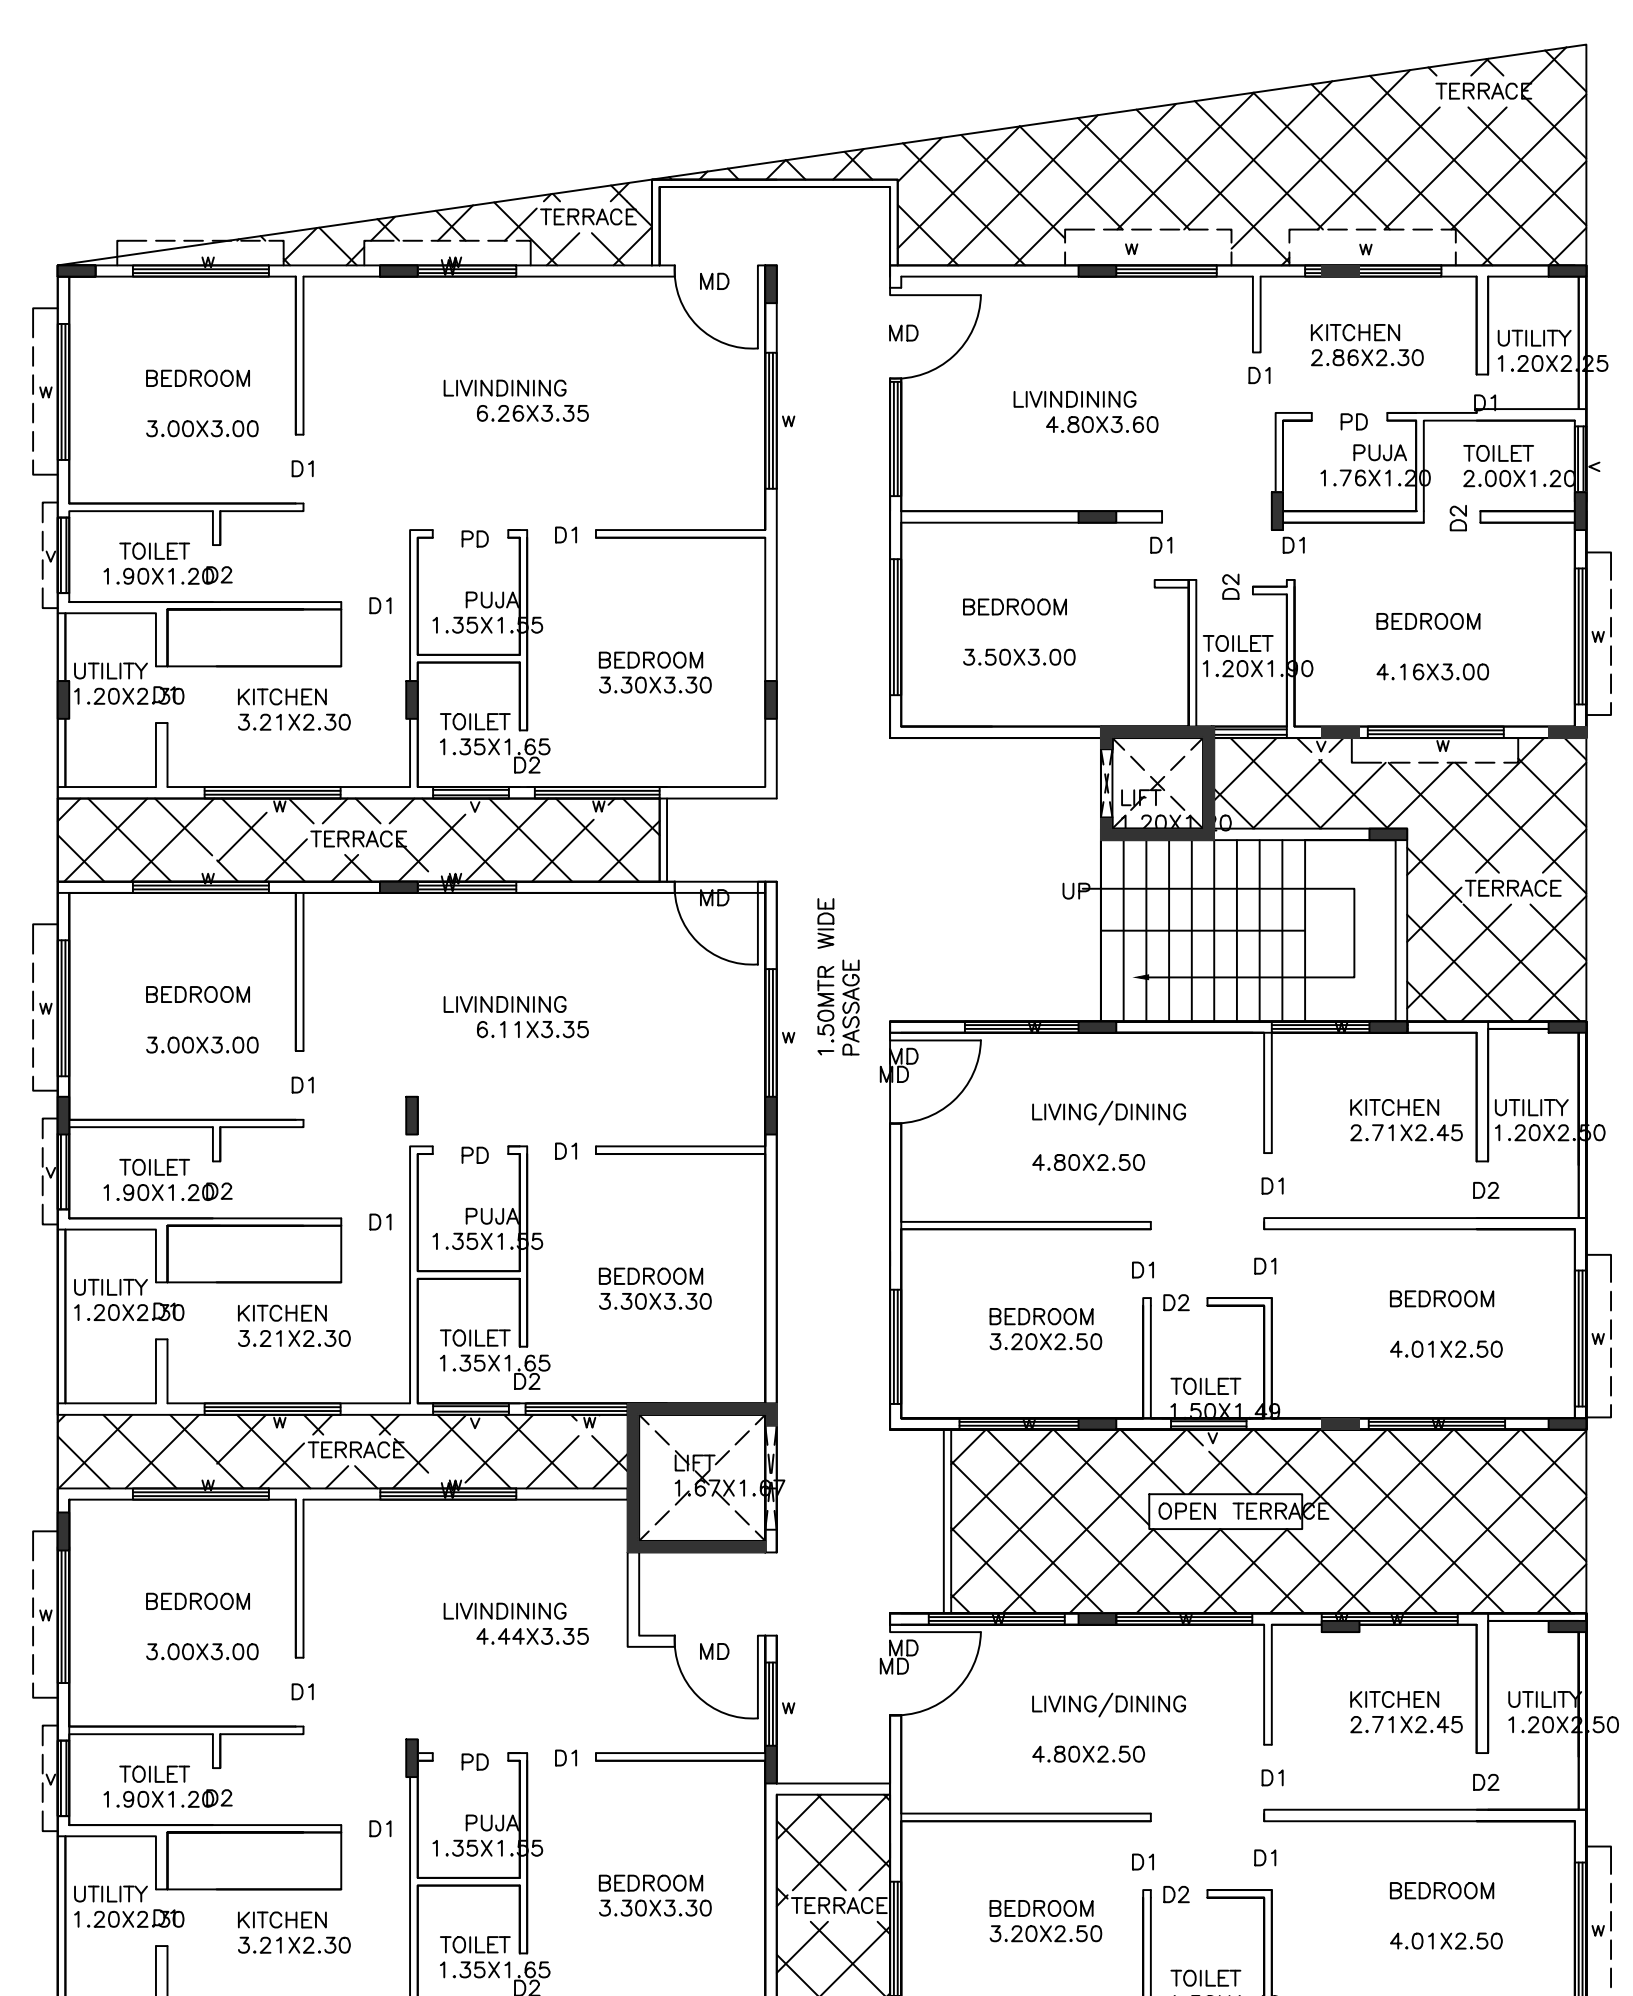 TERRACE
TERRACE
W
W
W
W
W
MD
MD
BEDROOM
3.00X3.00
LIVINDINING
6.26X3.35
W
W
D1
LIVINDINING
4.80X3.60
KITCHEN
2.86X2.30
UTILITY
1.20X2.25
D1
D1
PD
PUJA
1.76X1.20
TOILET
2.00X1.20
V
D2
TOILET
1.90X1.20
D2
V
PD
D1
D1
D1
D1
D2
PUJA
1.35X1.55
BEDROOM
3.50X3.00
TOILET
1.20X1.90
BEDROOM
4.16X3.00
W
UTILITY
1.20X2.30
D1
KITCHEN
3.21X2.30
BEDROOM
3.30X3.30
TOILET
1.35X1.65
D2
V
W
W
V
W
LIFT
1.20X1.20
TERRACE
W
W
W
MD
UP
TERRACE
1.50MTR WIDE
PASSAGE
BEDROOM
3.00X3.00
LIVINDINING
6.11X3.35
W
W
D1
W
W
MD
MD
LIVING/DINING
4.80X2.50
KITCHEN
2.71X2.45
UTILITY
1.20X2.50
D1
D2
TOILET
1.90X1.20
D2
V
PD
D1
D1
PUJA
1.35X1.55
D1
D1
D2
UTILITY
1.20X2.30
D1
KITCHEN
3.21X2.30
BEDROOM
3.30X3.30
TOILET
1.35X1.65
D2
BEDROOM
3.20X2.50
BEDROOM
4.01X2.50
W
TOILET
1.50X1.49
W
V
W
W
V
W
TERRACE
LIFT
1.67X1.67
OPEN TERRACE
W
W
W
BEDROOM
3.00X3.00
LIVINDINING
4.44X3.35
W
MD
D1
W
W
W
W
W
MD
MD
LIVING/DINING
4.80X2.50
KITCHEN
2.71X2.45
UTILITY
1.20X2.50
D1
D2
TOILET
1.90X1.20
D2
V
PD
D1
D1
PUJA
1.35X1.55
D1
D1
D2
UTILITY
1.20X2.30
D1
KITCHEN
3.21X2.30
BEDROOM
3.30X3.30
TOILET
1.35X1.65
D2
TERRACE
BEDROOM
3.20X2.50
BEDROOM
4.01X2.50
W
TOILET